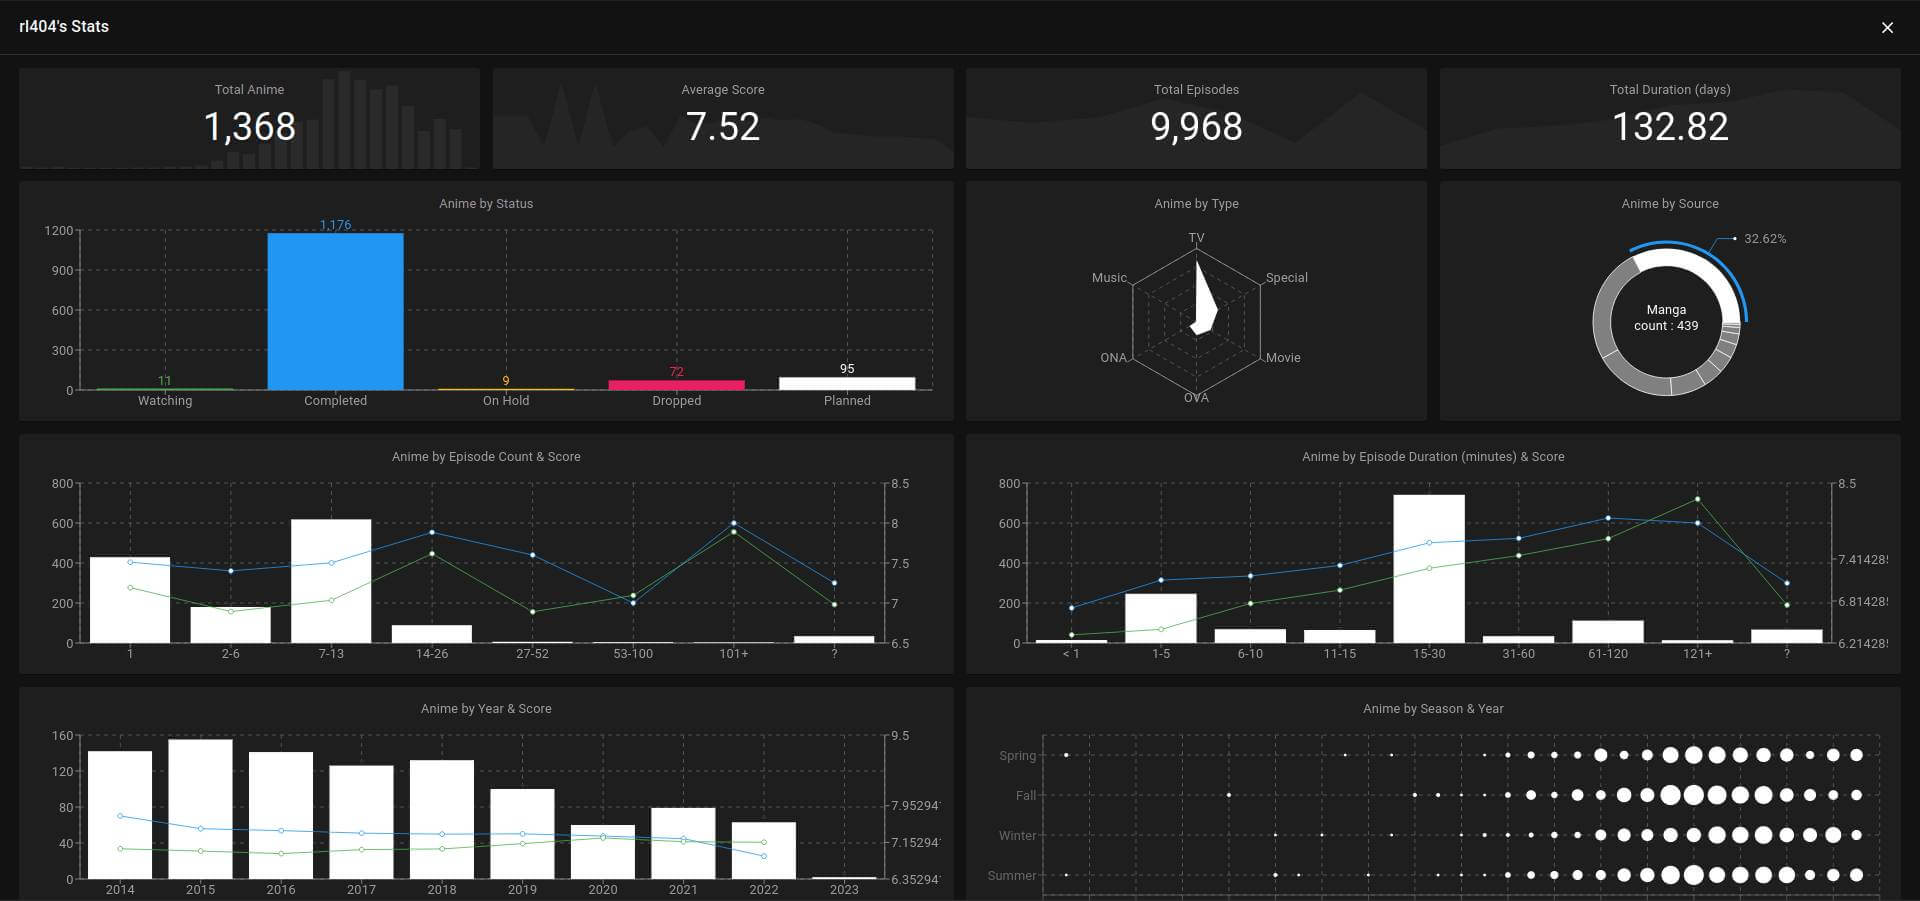 rl404's Stats
Total Anime
1,368
Average Score
7.52
Total Episodes
9,968
Total Duration (days)
132.82
Anime by Status
1200
900
600
300
0
1,176
11
9
72
95
Watching
Completed
On Hold
Dropped
Planned
Anime by Type
TV
Music
Special
ONA
Movie
OVA
Anime by Source
32.62%
Manga
count : 439
Anime by Episode Count & Score
800
600
400
200
0
8.5
8
7.5
7
6.5
1
2-6
7-13
14-26
27-52
53-100
101+
?
Anime by Episode Duration (minutes) & Score
800
600
400
200
0
8.5
7.414285
6.814285
6.214285
< 1
1-5
6-10
11-15
15-30
31-60
61-120
121+
?
Anime by Year & Score
160
120
80
40
0
9.5
7.95294
7.15294
6.35294
2014
2015
2016
2017
2018
2019
2020
2021
2022
2023
Anime by Season & Year
Spring
Fall
Winter
Summer